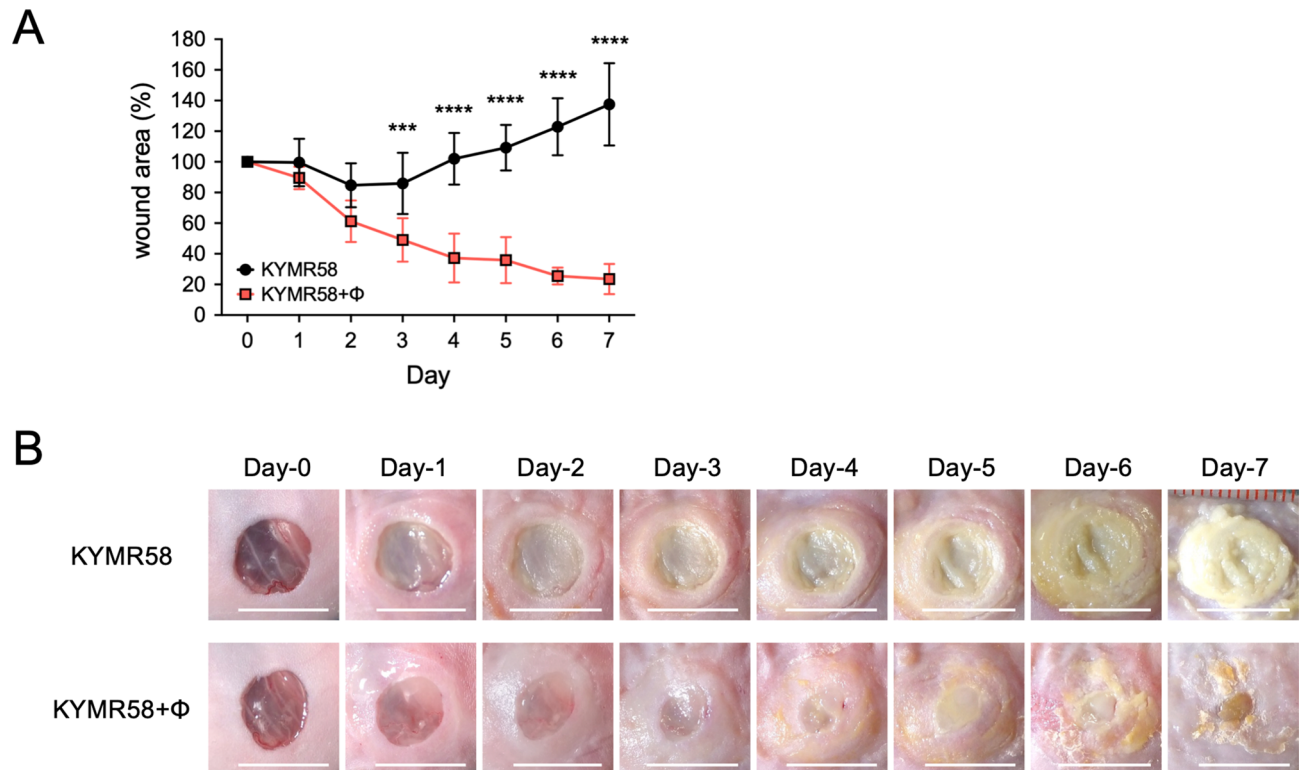 A
180
160
140
120
100
80
60
40
20
0
wound area (%)
***
****
****
****
****
KYMR58
KYMR58+Φ
0 1 2 3 4 5 6 7
Day
B
Day-0 Day-1 Day-2 Day-3 Day-4 Day-5 Day-6 Day-7
KYMR58
KYMR58+Φ